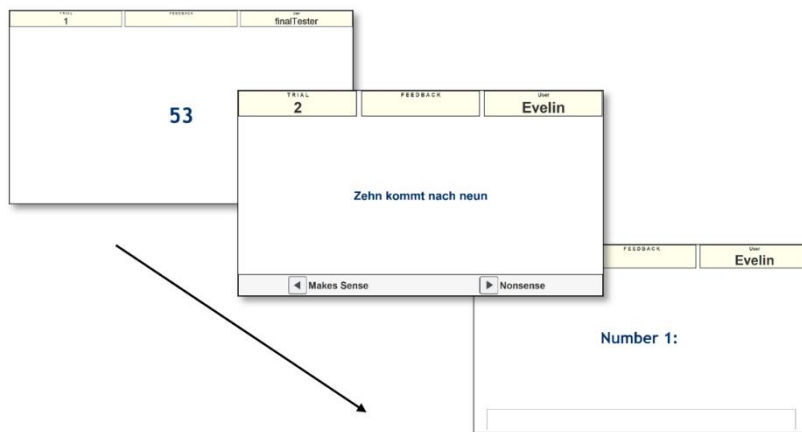 TRIAL FEEDBACK User
1 finalTester
53
TRIAL FEEDBACK User
2 Evelin
Zehn kommt nach neun
Makes Sense Nonsense
FEEDBACK User
Evelin
Number 1: